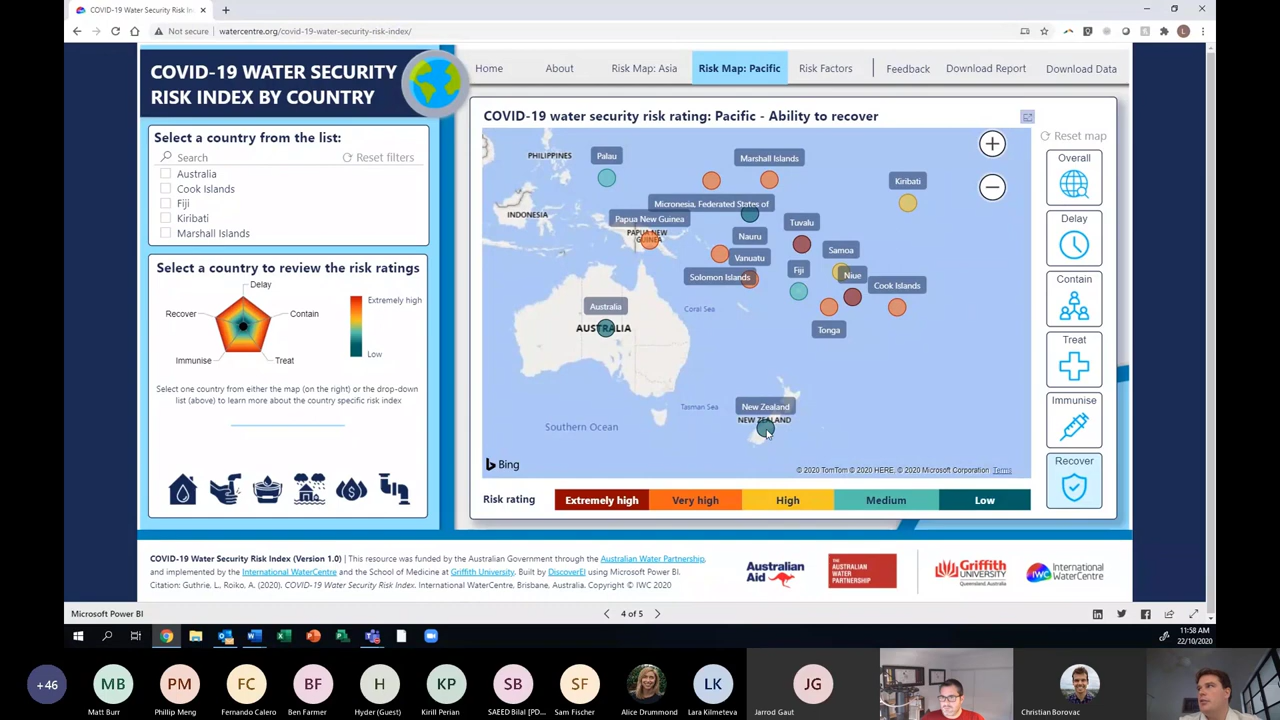 COVID-19 Water Security Risk In
Not secure | watercentre.org/covid-19-water-security-risk-index/
L
COVID-19 WATER SECURITY
RISK INDEX BY COUNTRY
Home
About
Risk Map: Asia
Risk Map: Pacific
Risk Factors
Feedback
Download Report
Download Data
Select a country from the list:
Search
Reset filters
Australia
Cook Islands
Fiji
Kiribati
Marshall Islands
Select a country to review the risk ratings
Delay
Recover
Contain
Immunise
Treat
Extremely high
Low
Select one country from either the map (on the right) or the drop-down
list (above) to learn more about the country specific risk index
COVID-19 water security risk rating: Pacific - Ability to recover
Reset map
PHILIPPINES
Palau
Marshall Islands
Kiribati
INDONESIA
Micronesia, Federated States of
Papua New Guinea
PAPUA NEW
GUINEA
Tuvalu
Nauru
Samoa
Vanuatu
Solomon Islands
Fiji
Niue
Cook Islands
Australia
AUSTRALIA
Coral Sea
Tonga
Tasman Sea
New Zealand
NEW ZEALAND
Southern Ocean
Bing
© 2020 TomTom © 2020 HERE, © 2020 Microsoft Corporation Terms
Overall
Delay
Contain
Treat
Immunise
Recover
Risk rating
Extremely high
Very high
High
Medium
Low
COVID-19 Water Security Risk Index (Version 1.0) | This resource was funded by the Australian Government through the Australian Water Partnership,
and implemented by the International WaterCentre and the School of Medicine at Griffith University. Built by DiscoverEI using Microsoft Power BI.
Citation: Guthrie, L., Roiko, A. (2020). COVID-19 Water Security Risk Index. International WaterCentre, Brisbane, Australia. Copyright © IWC 2020
Australian
Aid
THE
AUSTRALIAN
WATER
PARTNERSHIP
Griffith
UNIVERSITY
Queensland, Australia
IWC
International
WaterCentre
Microsoft Power BI
4 of 5
11:58 AM
22/10/2020
+46
MB
Matt Burr
PM
Phillip Meng
FC
Fernando Calero
BF
Ben Farmer
H
Hyder (Guest)
KP
Kirill Perian
SB
SAEED Bilal [PD...
SF
Sam Fischer
Alice Drummond
LK
Lara Kilmeteva
JG
Jarrod Gaut
Christian Borovac